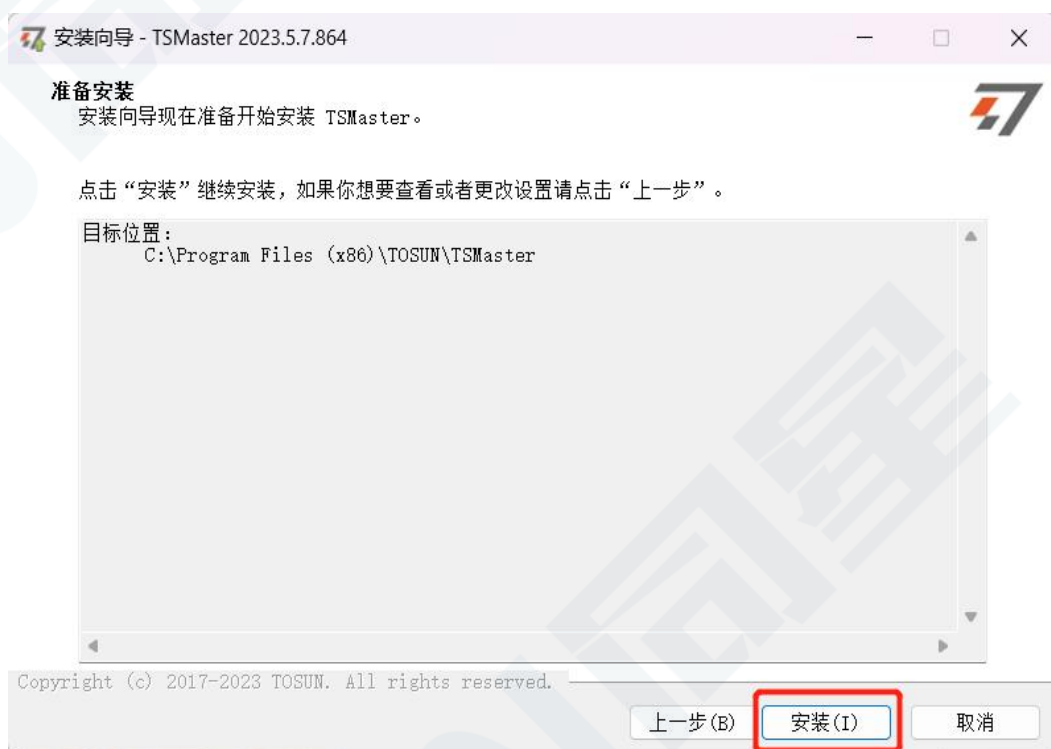 安装向导 - TSMaster 2023.5.7.864
准备安装
安装向导现在准备开始安装 TSMaster。
点击“安装”继续安装，如果你想要查看或者更改设置请点击“上一步”。
目标位置：
C:\Program Files (x86)\TOSUN\TSMaster
Copyright (c) 2017-2023 TOSUN. All rights reserved.
上一步(B) 安装(I) 取消